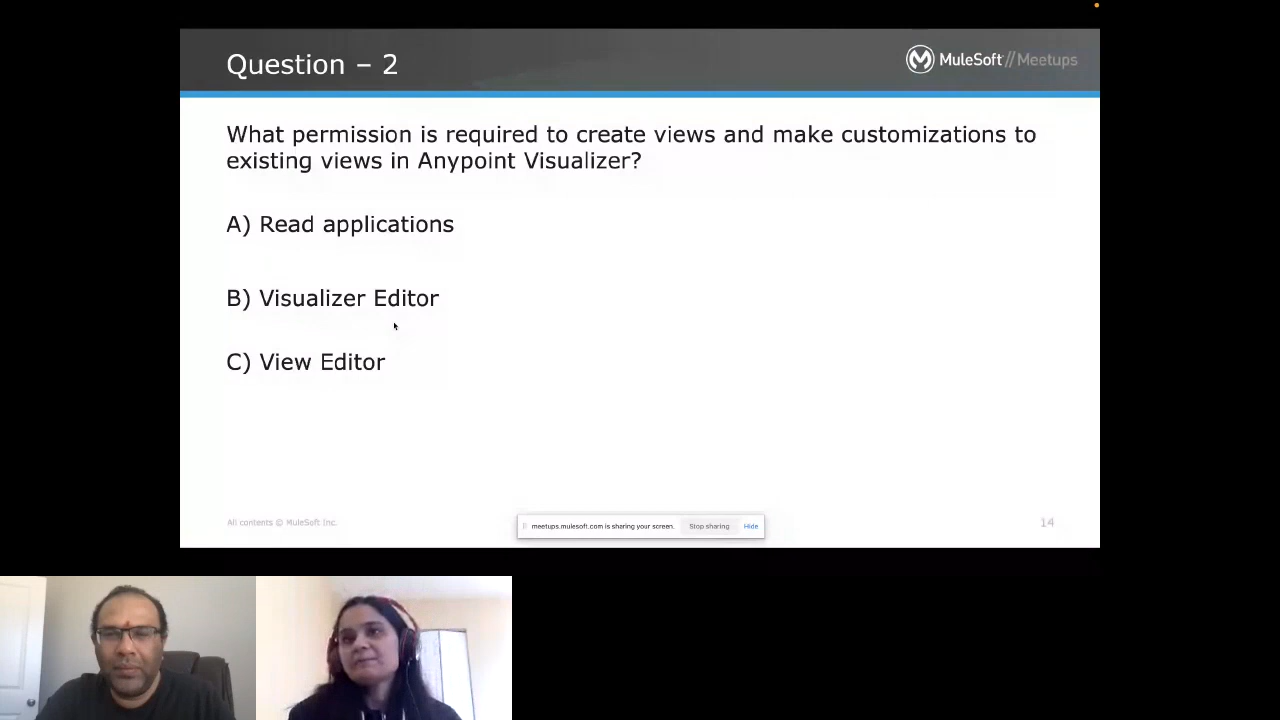 Question – 2
MuleSoft//Meetups
What permission is required to create views and make customizations to
existing views in Anypoint Visualizer?
A) Read applications
B) Visualizer Editor
C) View Editor
All contents © MuleSoft Inc.
meetups.mulesoft.com is sharing your screen.
Stop sharing
Hide
14